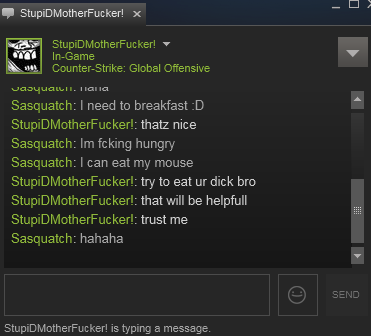 StupiDMotherFucker!
StupiDMotherFucker!
In-Game
Counter-Strike: Global Offensive
Sasquatch: haha
Sasquatch: I need to breakfast :D
StupiDMotherFucker!: thatz nice
Sasquatch: Im fcking hungry
Sasquatch: I can eat my mouse
StupiDMotherFucker!: try to eat ur dick bro
StupiDMotherFucker!: that will be helpfull
StupiDMotherFucker!: trust me
Sasquatch: hahaha
SEND
StupiDMotherFucker! is typing a message.